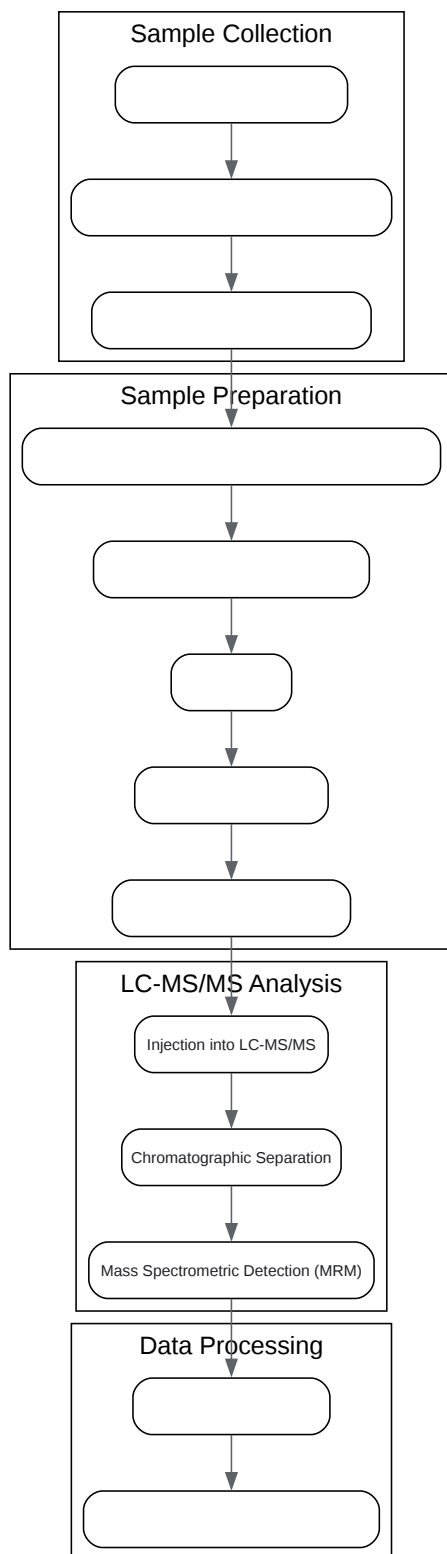 Sample Collection
Sample Preparation
LC-MS/MS Analysis
Injection into LC-MS/MS
Chromatographic Separation
Mass Spectrometric Detection (MRM)
Data Processing